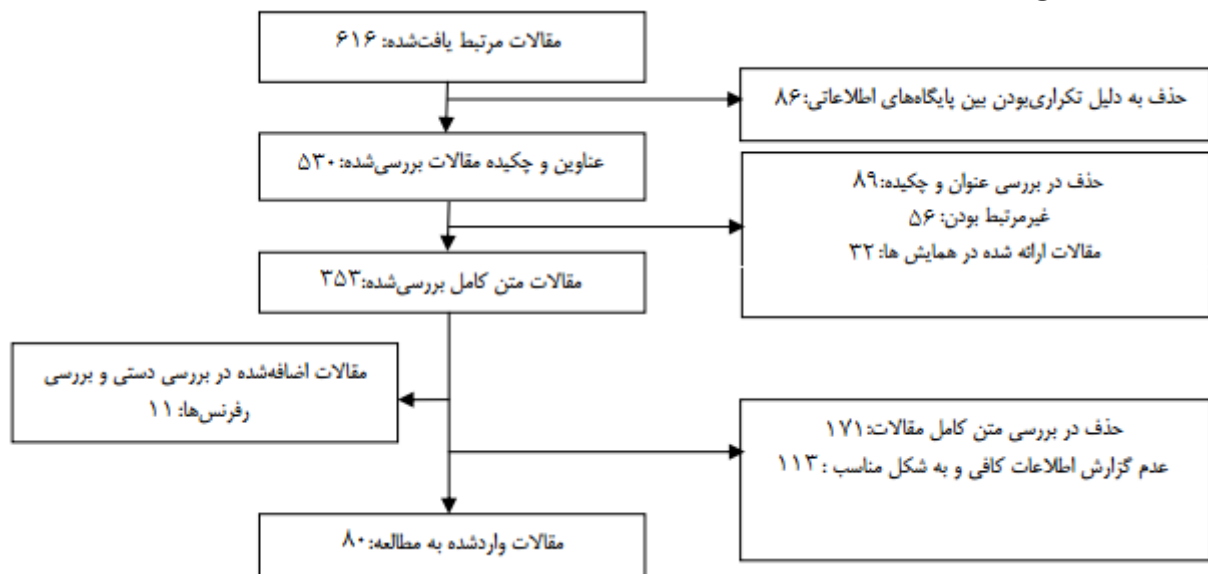 مقالات مرتبط یافت‌شده: ۶۱۶
حذف به دلیل تکراری‌بودن بین پایگاه‌های اطلاعاتی: ۸۶
عناوین و چکیده مقالات بررسی‌شده: ۵۳۰
حذف در بررسی عنوان و چکیده: ۸۹
غیرمرتبط بودن: ۵۶
مقالات ارائه شده در همایش ها: ۳۲
مقالات متن کامل بررسی‌شده: ۳۵۳
مقالات اضافه‌شده در بررسی دستی و بررسی
رفرنس‌ها: ۱۱
حذف در بررسی متن کامل مقالات: ۱۷۱
عدم گزارش اطلاعات کافی و به شکل مناسب : ۱۱۳
مقالات واردشده به مطالعه: ۸۰